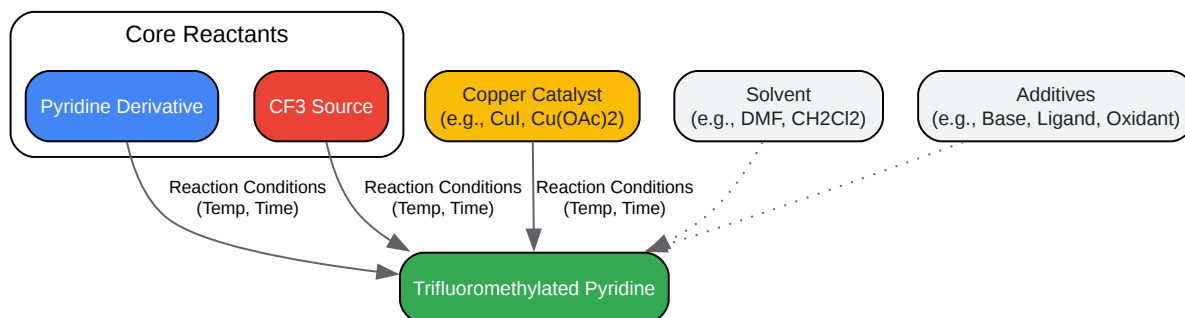 Core Reactants
Pyridine Derivative
CF3 Source
Copper Catalyst
(e.g., CuI, Cu(OAc)2)
Solvent
(e.g., DMF, CH2Cl2)
Additives
(e.g., Base, Ligand, Oxidant)
Reaction Conditions
(Temp, Time)
Reaction Conditions
(Temp, Time)
Reaction Conditions
(Temp, Time)
Trifluoromethylated Pyridine